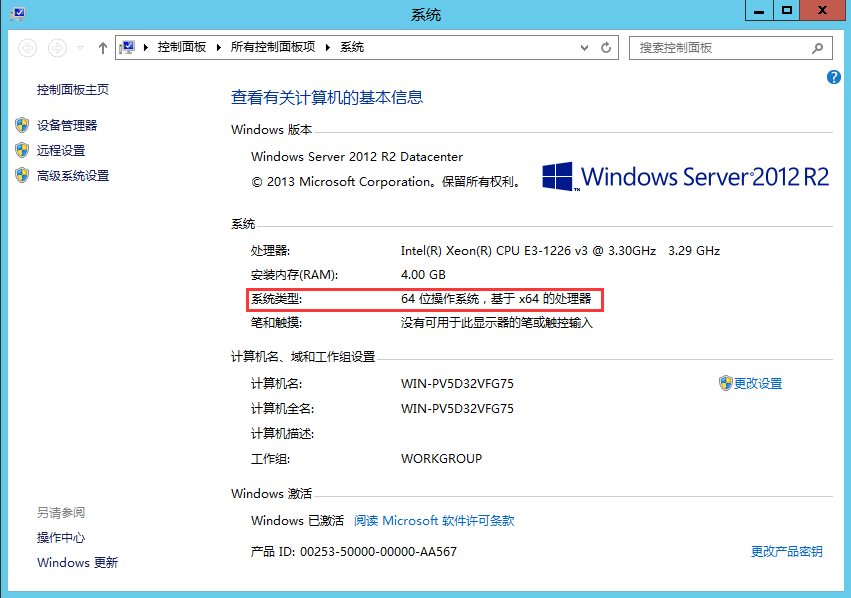 系统
控制面板 所有控制面板项 系统
搜索控制面板
控制面板主页
设备管理器
远程设置
高级系统设置
查看有关计算机的基本信息
Windows 版本
Windows Server 2012 R2 Datacenter
© 2013 Microsoft Corporation。保留所有权利。
Windows Server 2012 R2
系统
处理器: Intel(R) Xeon(R) CPU E3-1226 v3 @ 3.30GHz 3.29 GHz
安装内存(RAM): 4.00 GB
系统类型: 64 位操作系统，基于 x64 的处理器
笔和触摸: 没有可用于此显示器的笔或触控输入
计算机名、域和工作组设置
计算机名: WIN-PV5D32VFG75 更改设置
计算机全名: WIN-PV5D32VFG75
计算机描述:
工作组: WORKGROUP
Windows 激活
Windows 已激活 阅读 Microsoft 软件许可条款
产品 ID: 00253-50000-00000-AA567 更改产品密钥
另请参阅
操作中心
Windows 更新